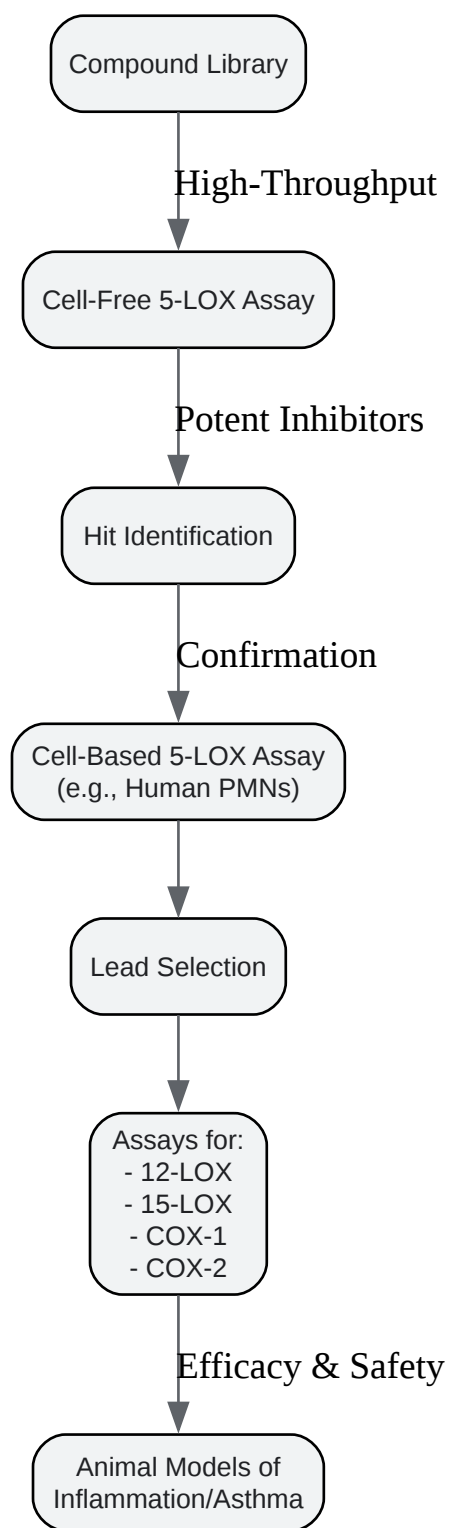 Compound Library
High-Throughput
Cell-Free 5-LOX Assay
Potent Inhibitors
Hit Identification
Confirmation
Cell-Based 5-LOX Assay
(e.g., Human PMNs)
Lead Selection
Assays for:
- 12-LOX
- 15-LOX
- COX-1
- COX-2
Efficacy & Safety
Animal Models of
Inflammation/Asthma